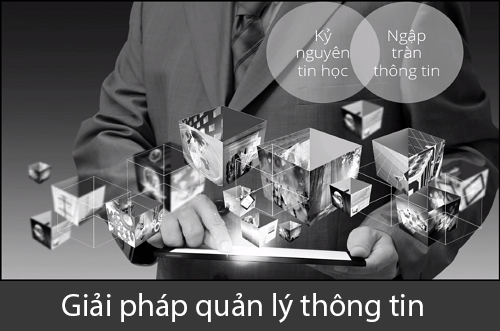 Kỷ
nguyên
tin học
Ngập
tràn
thông tin
Giải pháp quản lý thông tin